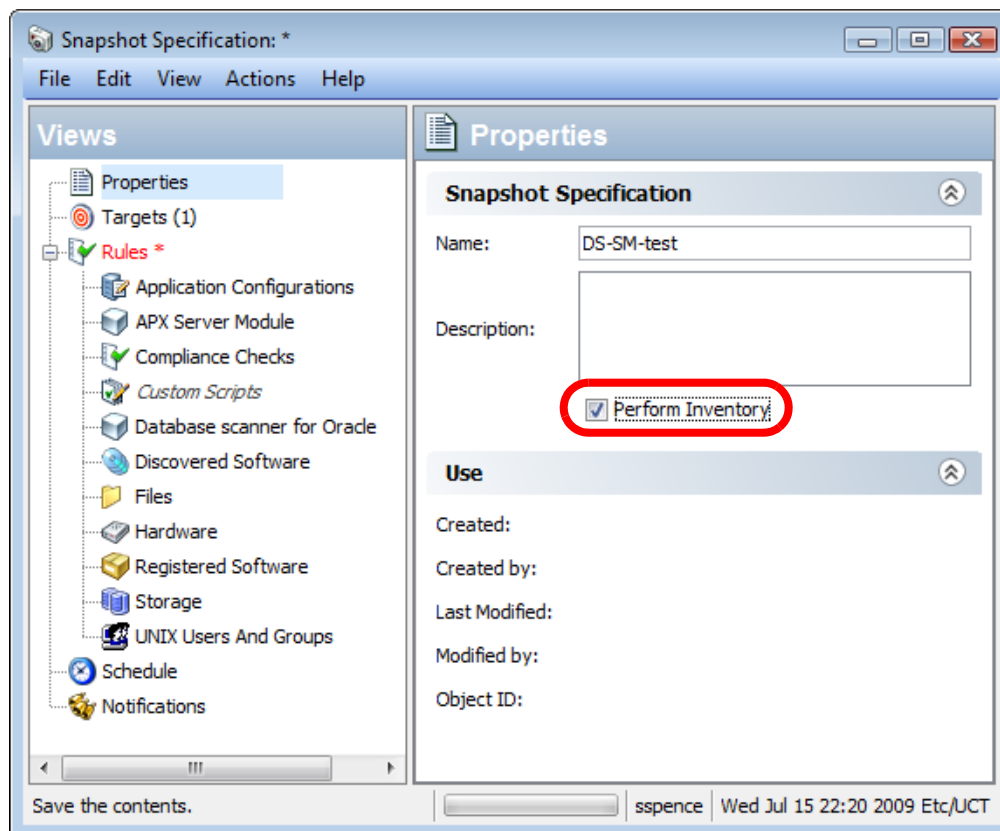 Snapshot Specification: *
File Edit View Actions Help
Views
Properties
Targets (1)
Rules *
Application Configurations
APX Server Module
Compliance Checks
Custom Scripts
Database scanner for Oracle
Discovered Software
Files
Hardware
Registered Software
Storage
UNIX Users And Groups
Schedule
Notifications
Properties
Snapshot Specification
Name: DS-SM-test
Description:
Perform Inventory
Use
Created:
Created by:
Last Modified:
Modified by:
Object ID:
Save the contents. sspence Wed Jul 15 22:20 2009 Etc/UCT